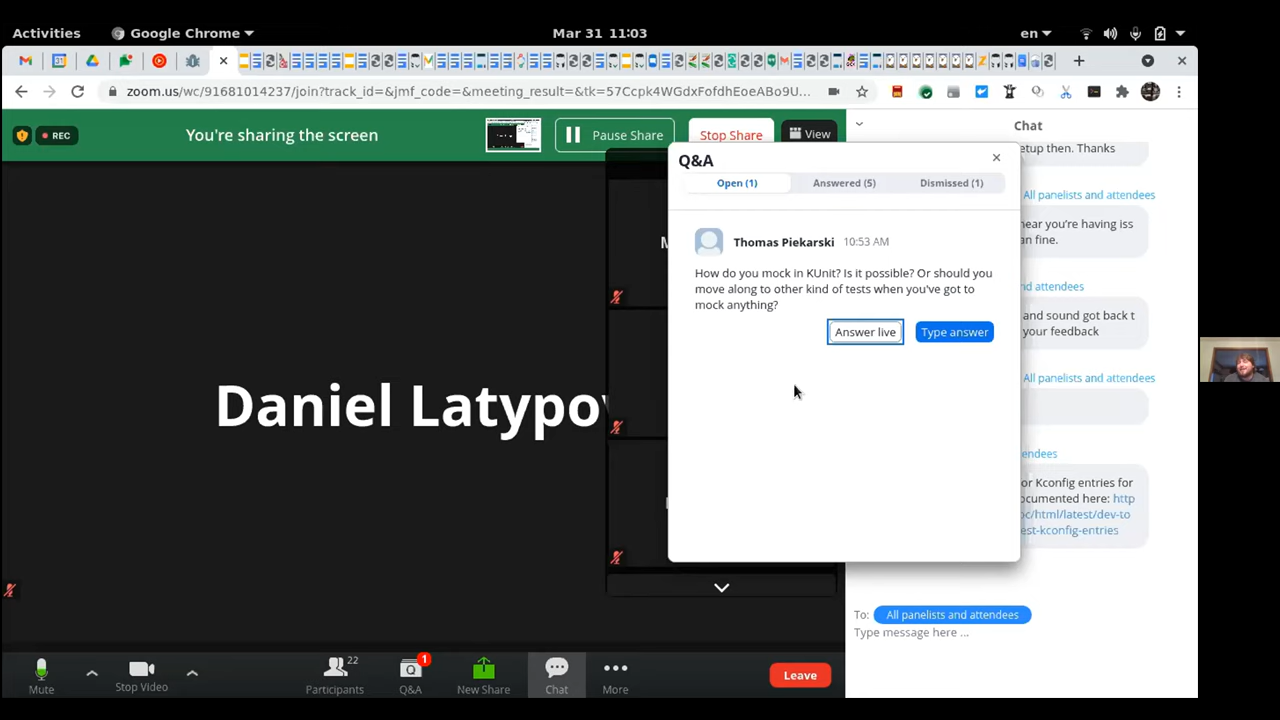 Activities
Google Chrome
Mar 31 11:03
en
zoom.us/wc/91681014237/join?track_id=&jmf_code=&meeting_result=&tk=57Ccpk4WGdxFofdhEoeABo9U...
REC
You're sharing the screen
Pause Share
Stop Share
View
Chat
etup then. Thanks
All panelists and attendees
near you're having iss
an fine.
nd attendees
and sound got back t
your feedback
All panelists and attendees
endees
or Kconfig entries for
ocumented here: http
oc/html/latest/dev-to
est-kconfig-entries
To: All panelists and attendees
Type message here ...
Q&A
Open (1)
Answered (5)
Dismissed (1)
Thomas Piekarski 10:53 AM
How do you mock in KUnit? Is it possible? Or should you
move along to other kind of tests when you've got to
mock anything?
Answer live
Type answer
Daniel Latypov
Mute
Stop Video
Participants
22
Q&A
1
New Share
Chat
More
Leave